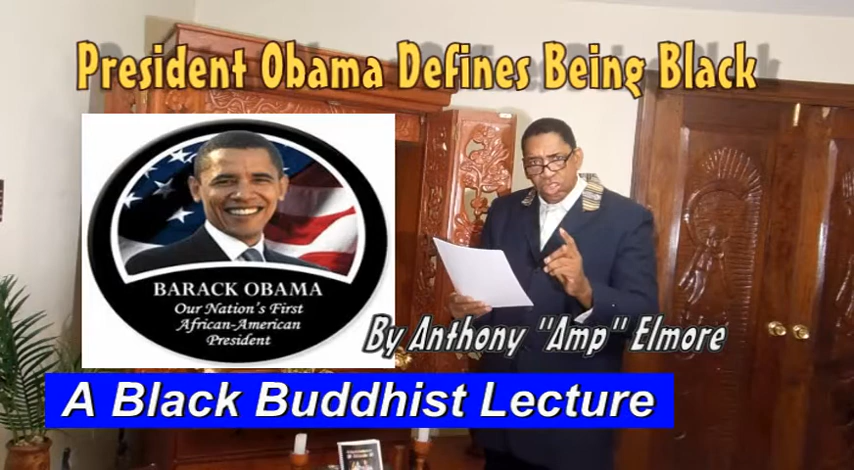 President Obama Defines Being Black
BARACK OBAMA
Our Nation's First
African-American
President
By Anthony "Amp" Elmore
A Black Buddhist Lecture